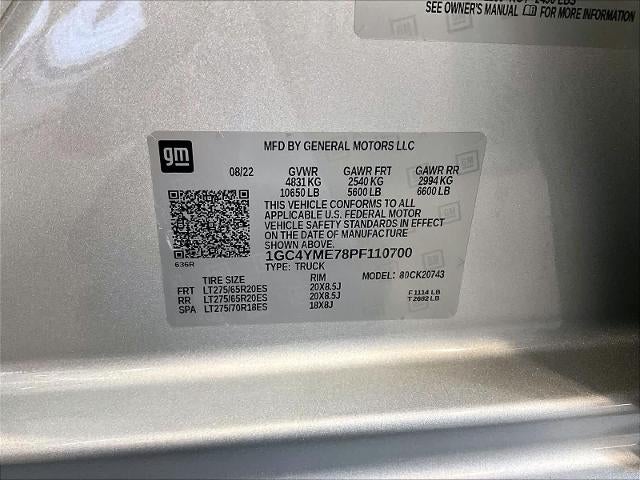 2450 LBS
SEE OWNER'S MANUAL FOR MORE INFORMATION
gm
MFD BY GENERAL MOTORS LLC
08/22 GVWR GAWR FRT GAWR RR
4831 KG 2540 KG 2994 KG
10650 LB 5600 LB 6600 LB
THIS VEHICLE CONFORMS TO ALL
APPLICABLE U.S. FEDERAL MOTOR
VEHICLE SAFETY STANDARDS IN EFFECT
ON THE DATE OF MANUFACTURE
SHOWN ABOVE.
636R
1GC4YME78PF110700
TYPE: TRUCK MODEL: 80CK20743
TIRE SIZE RIM
FRT LT275/65R20ES 20X8.5J F 1114 LB
RR LT275/65R20ES 20X8.5J T 2682 LB
SPA LT275/70R18ES 18X8J